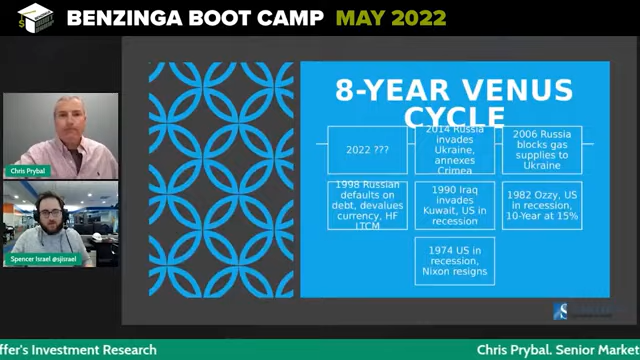 BENZINGA BOOT CAMP MAY 2022
8-YEAR VENUS
CYCLE
2022 ???
2014 Russia
invades
Ukraine,
annexes
Crimea
2006 Russia
blocks gas
supplies to
Ukraine
1998 Russian
defaults on
debt, devalues
currency, HF
LTCM
1990 Iraq
invades
Kuwait, US in
recession
1982 Ozzy, US
in recession,
10-Year at 15%
1974 US in
recession,
Nixon resigns
Chris Prybal
Spencer Israel @sjisrael
ffer's Investment Research
Chris Prybal. Senior Market